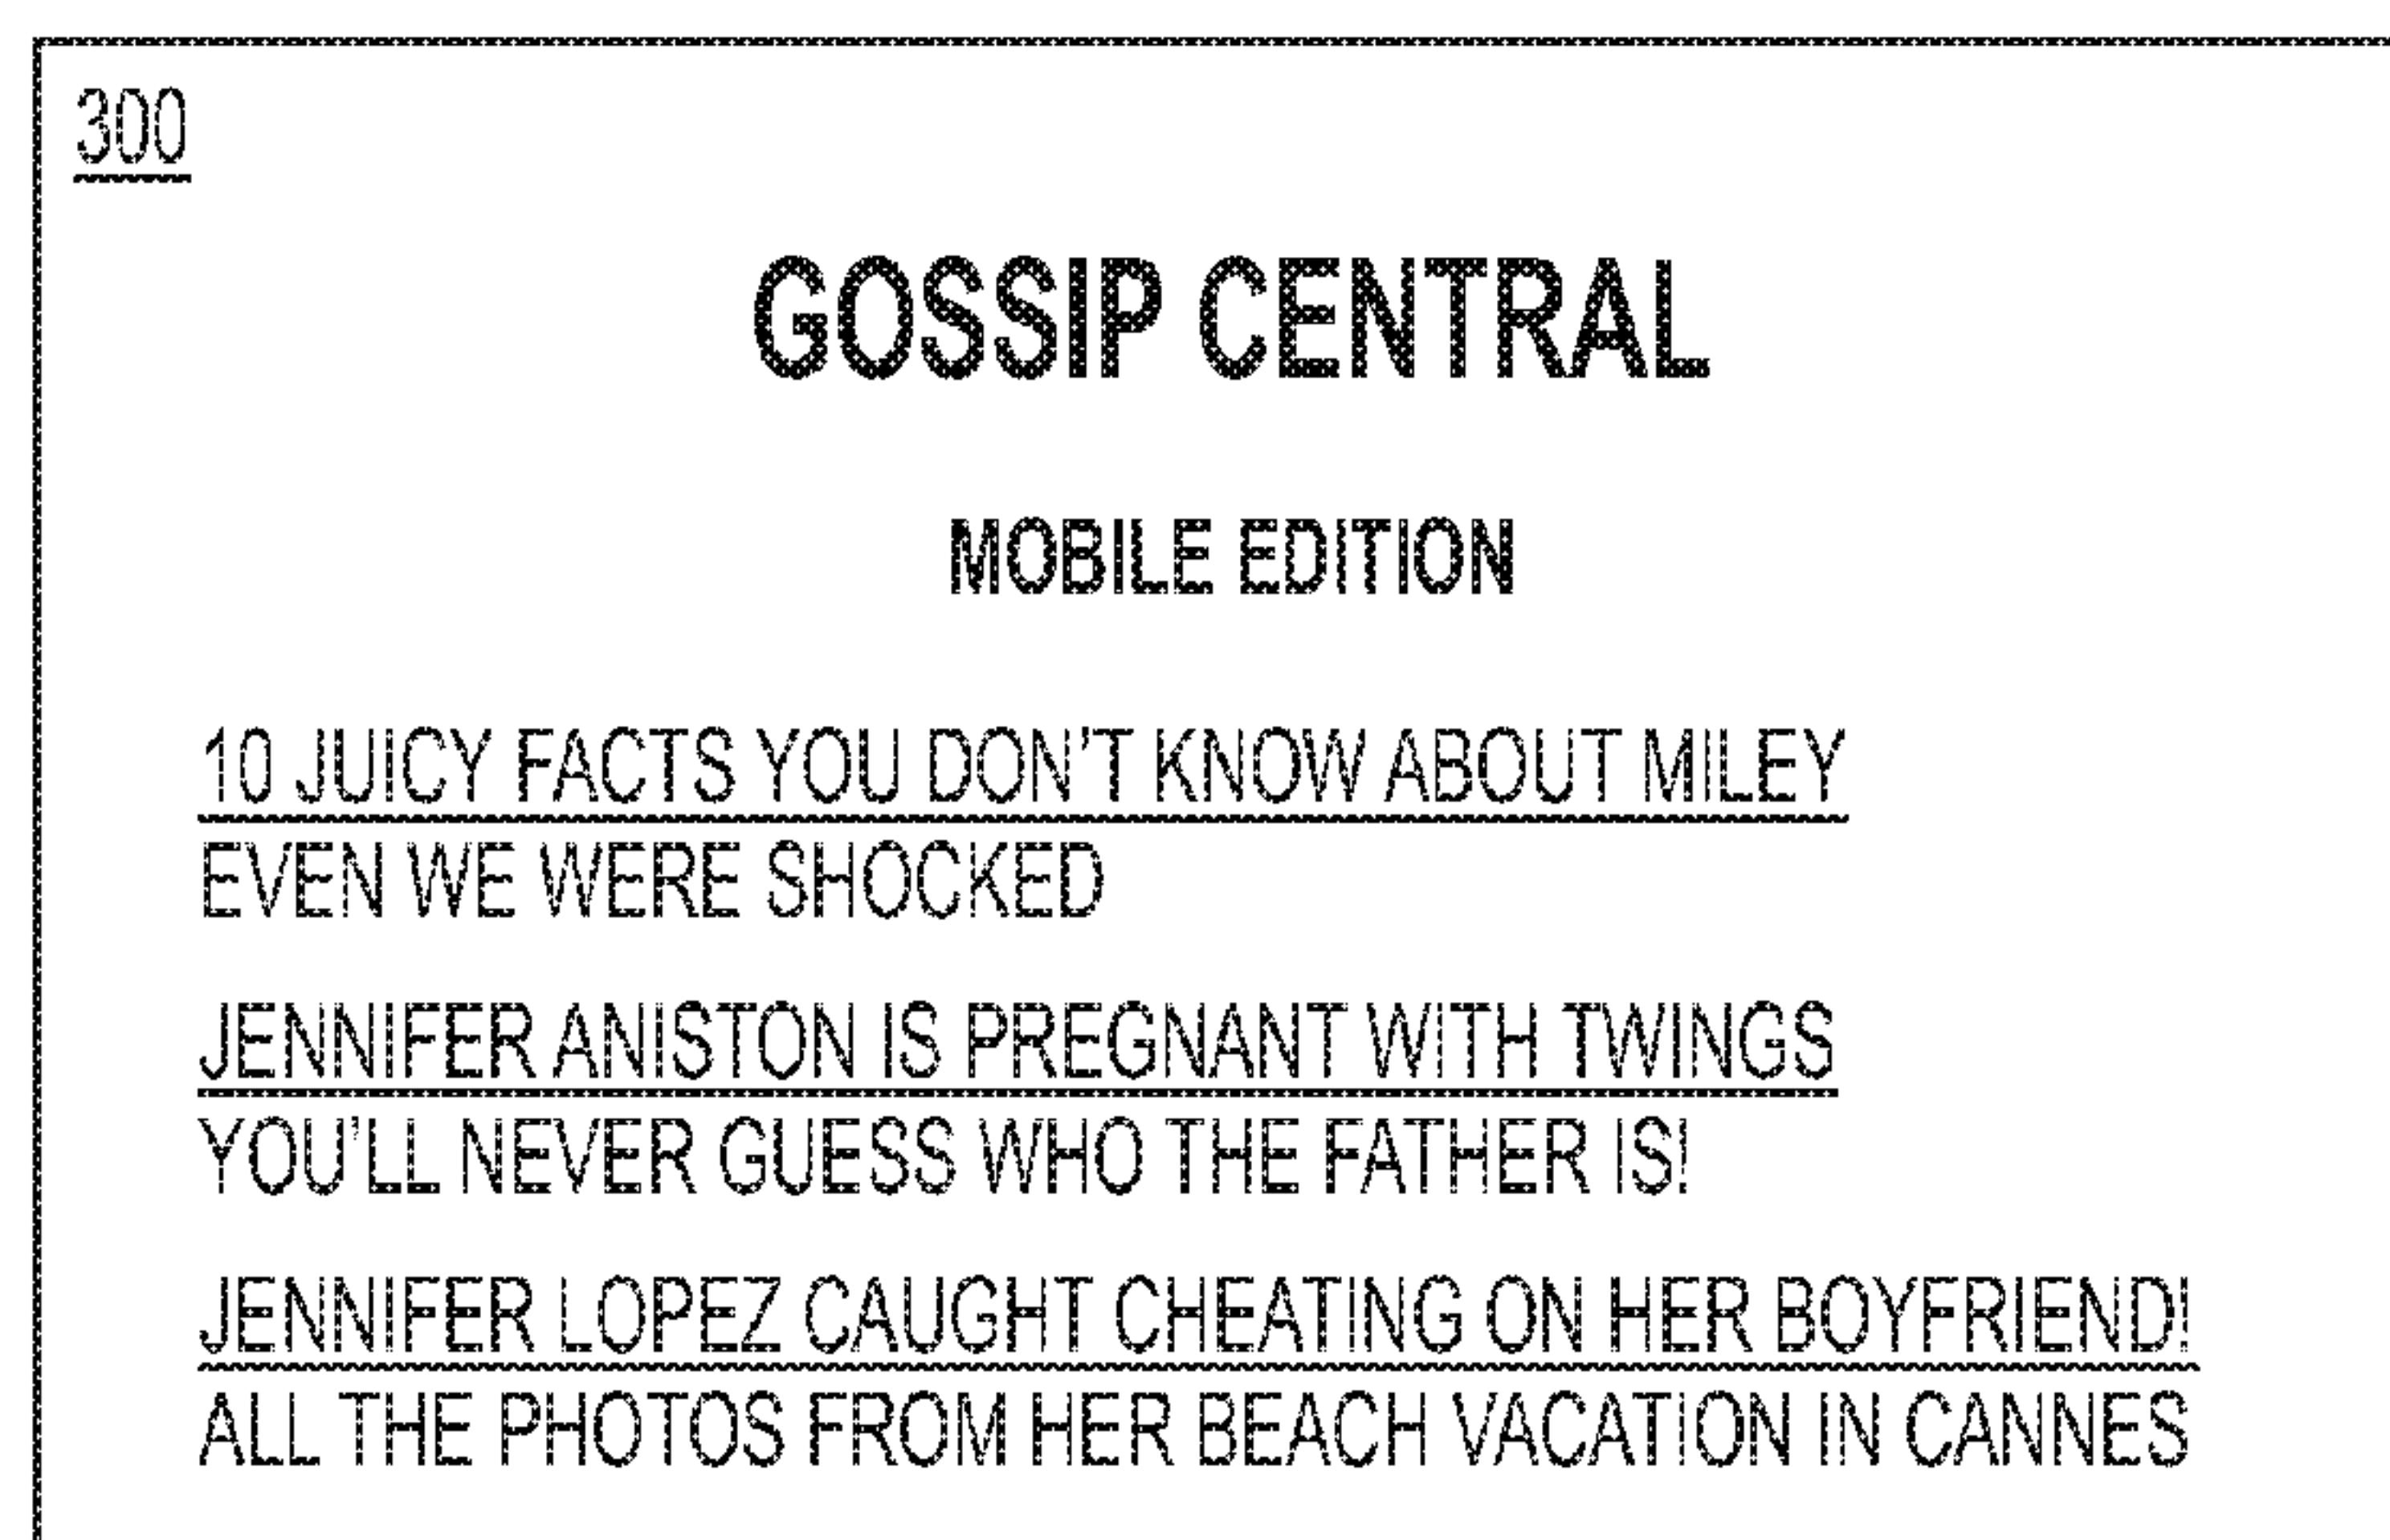 300
GOSSIP CENTRAL
MOBILE EDITION
10 JUICY FACTS YOU DON'T KNOW ABOUT MILEY
EVEN WE WERE SHOCKED
JENNIFER ANISTON IS PREGNANT WITH TWINGS
YOU'LL NEVER GUESS WHO THE FATHER IS!
JENNIFER LOPEZ CAUGHT CHEATING ON HER BOYFRIEND!
ALL THE PHOTOS FROM HER BEACH VACATION IN CANNES